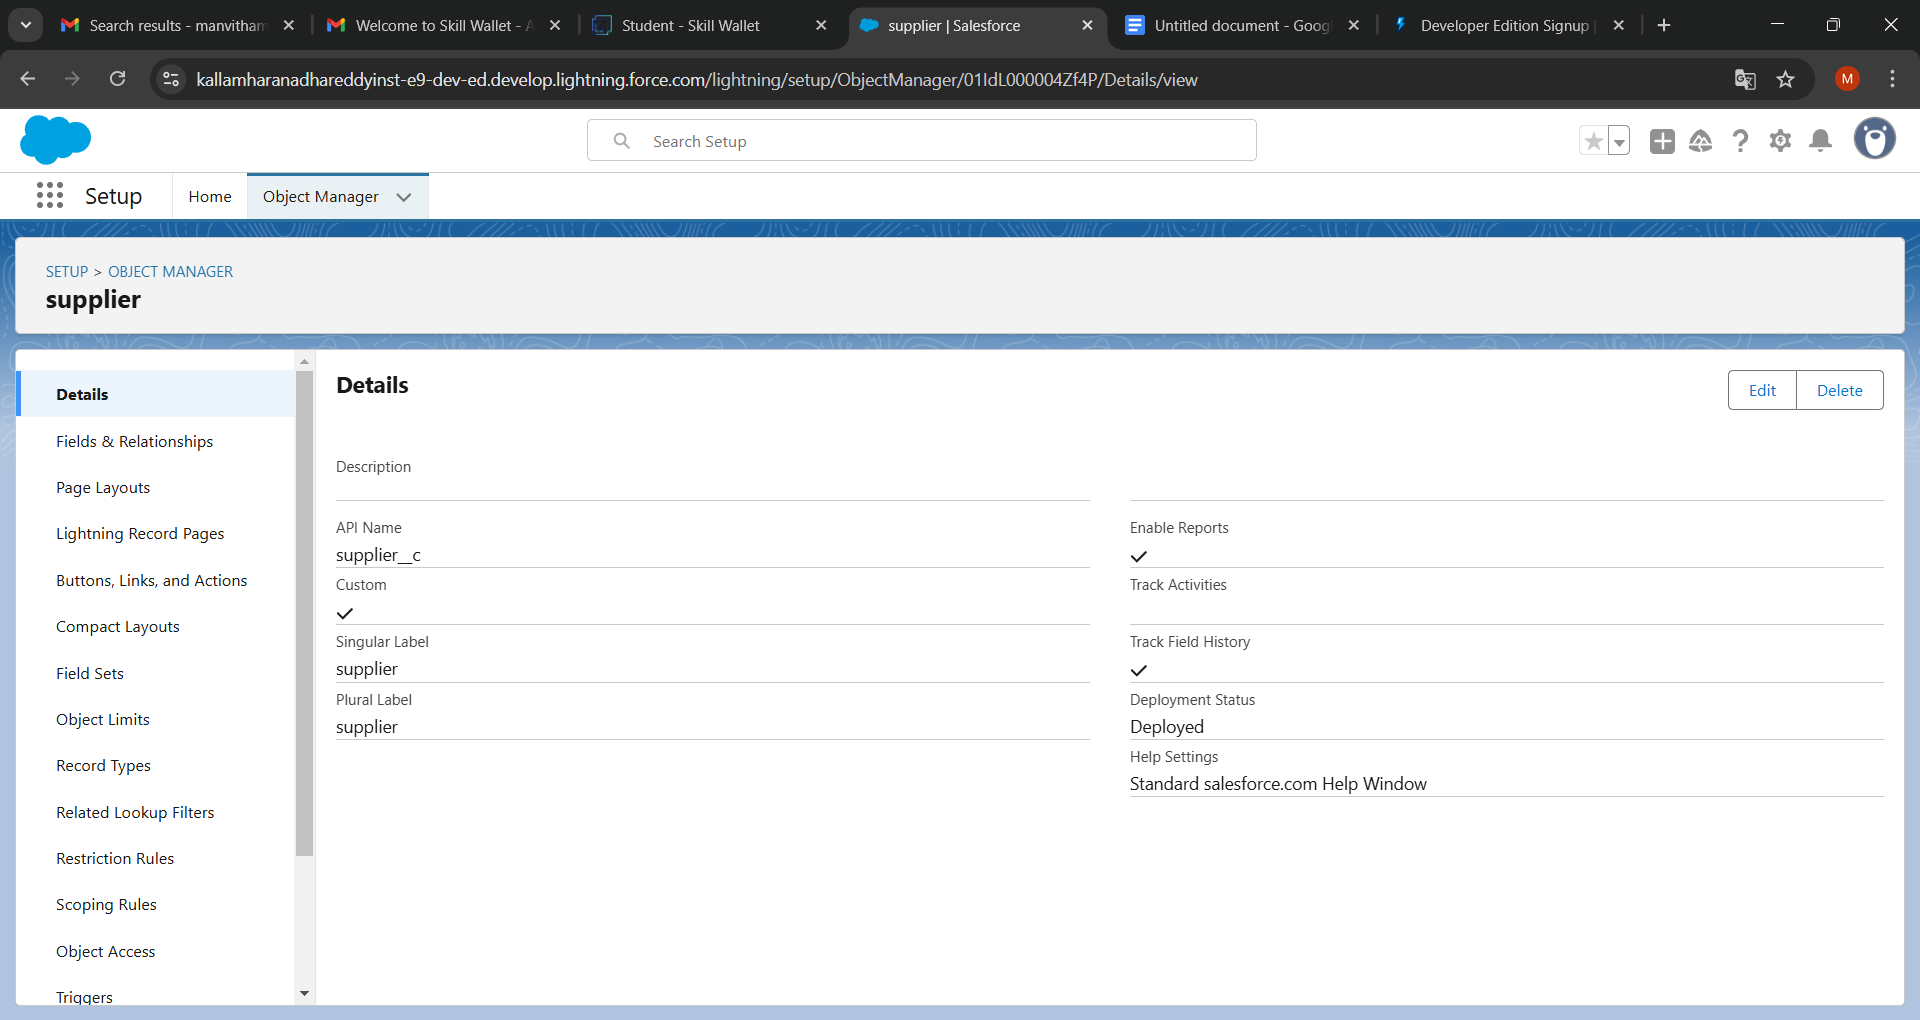 Search results - manvitham
Welcome to Skill Wallet - A
Student - Skill Wallet
supplier | Salesforce
Untitled document - Goog
Developer Edition Signup |
kallamharanadhareddyinst-e9-dev-ed.develop.lightning.force.com/lightning/setup/ObjectManager/01IdL000004Zf4P/Details/view
M
Search Setup
Setup
Home
Object Manager
SETUP > OBJECT MANAGER
supplier
Details
Fields & Relationships
Page Layouts
Lightning Record Pages
Buttons, Links, and Actions
Compact Layouts
Field Sets
Object Limits
Record Types
Related Lookup Filters
Restriction Rules
Scoping Rules
Object Access
Triggers
Details
Edit
Delete
Description
API Name
supplier__c
Custom
Singular Label
supplier
Plural Label
supplier
Enable Reports
Track Activities
Track Field History
Deployment Status
Deployed
Help Settings
Standard salesforce.com Help Window